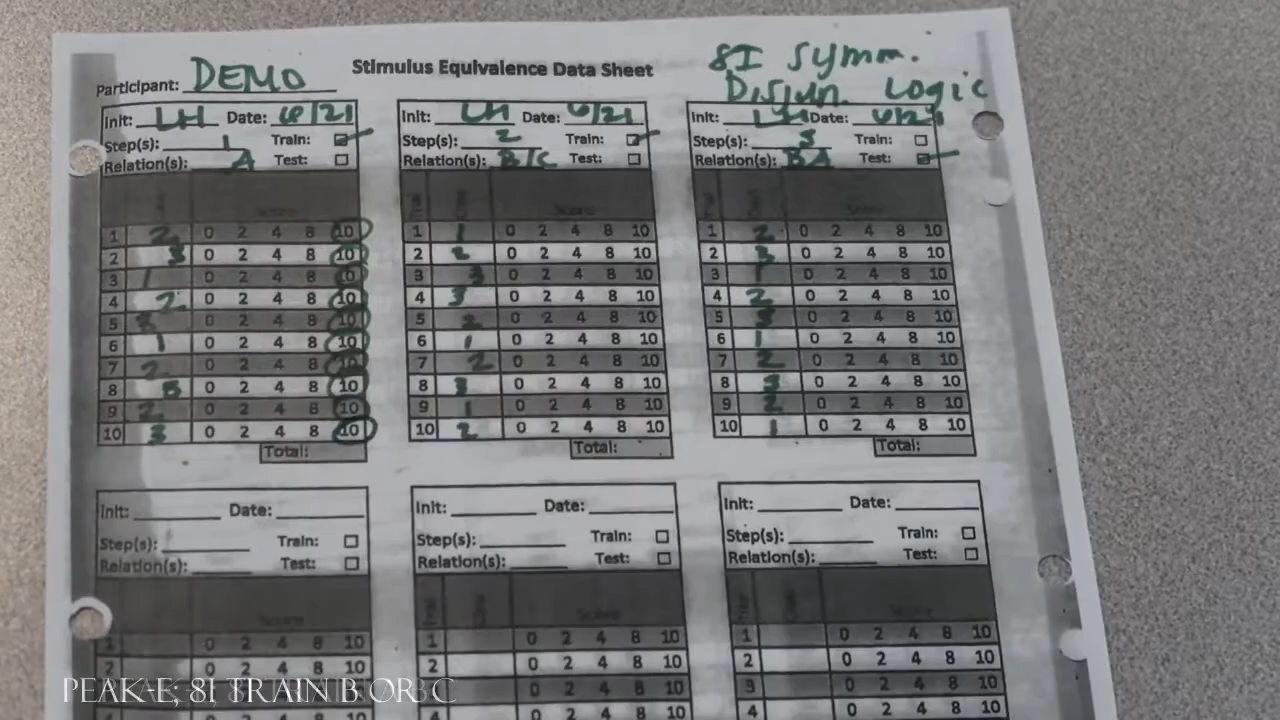 8I Symm.
Participant: DEMO Stimulus Equivalence Data Sheet Disjun. Logic
Init: LH Date: 6/21 Init: LH Date: 6/21 Init: LH Date: 6/21
Step(s): 1 Train: Step(s): 2 Train: Step(s): 3 Train:
Relation(s): A Test: Relation(s): B/C Test: Relation(s): BA Test:
Score Score
1 2 0 2 4 8 10 1 1 0 2 4 8 10 1 2 0 2 4 8 10
2 3 0 2 4 8 10 2 2 0 2 4 8 10 2 3 0 2 4 8 10
3 1 0 2 4 8 10 3 3 0 2 4 8 10 3 1 0 2 4 8 10
4 2 0 2 4 8 10 4 3 0 2 4 8 10 4 2 0 2 4 8 10
5 3 0 2 4 8 10 5 2 0 2 4 8 10 5 3 0 2 4 8 10
6 1 0 2 4 8 10 6 1 0 2 4 8 10 6 1 0 2 4 8 10
7 2 0 2 4 8 10 7 2 0 2 4 8 10 7 2 0 2 4 8 10
8 3 0 2 4 8 10 8 3 0 2 4 8 10 8 3 0 2 4 8 10
9 2 0 2 4 8 10 9 1 0 2 4 8 10 9 2 0 2 4 8 10
10 3 0 2 4 8 10 10 2 0 2 4 8 10 10 1 0 2 4 8 10
Total: Total: Total:
Init: Date: Init: Date: Init: Date:
Step(s): Train: Step(s): Train: Step(s): Train:
Relation(s): Test: Relation(s): Test: Relation(s): Test:
Score Score Score
1 0 2 4 8 10 1 0 2 4 8 10 1 0 2 4 8 10
2 0 2 4 8 10 2 0 2 4 8 10 2 0 2 4 8 10
0 2 4 8 10 3 0 2 4 8 10
PEAK-E; 8I, TRAIN B OR C
4 0 2 4 8 10 4 0 2 4 8 10